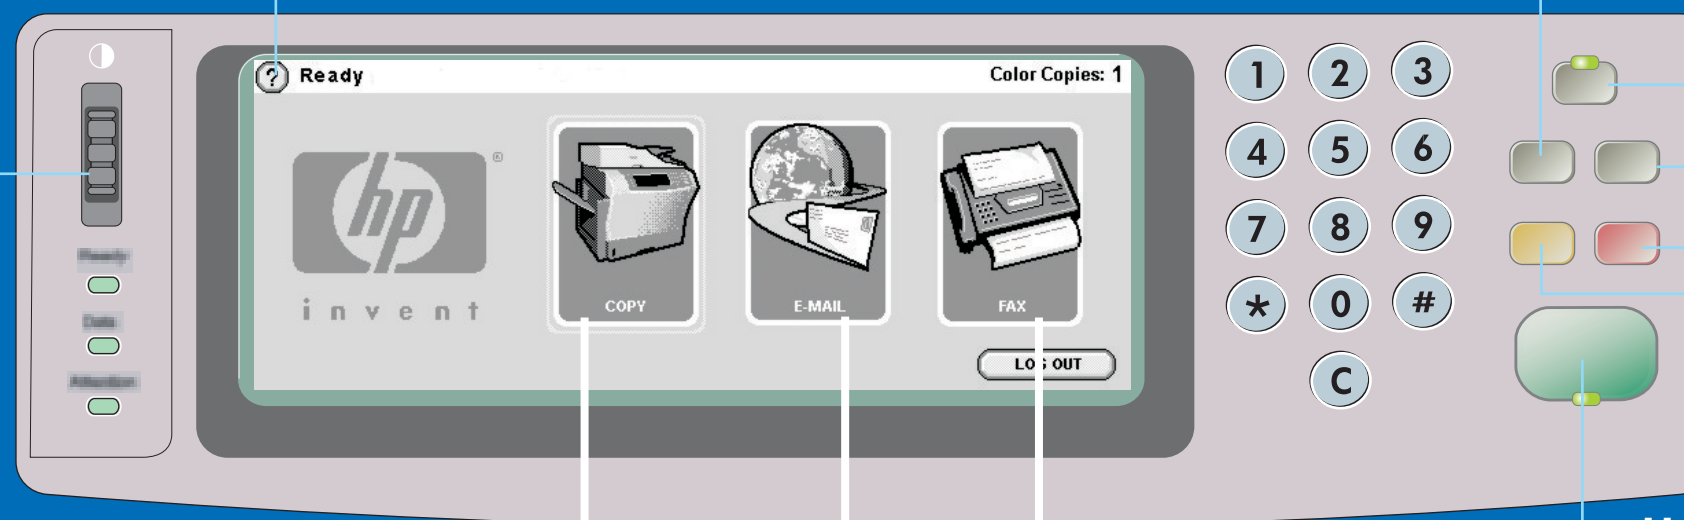 ? Ready
Color Copies: 1
hp
®
invent
COPY
E-MAIL
FAX
LOG OUT
1 2 3
4 5 6
7 8 9
* 0 #
C